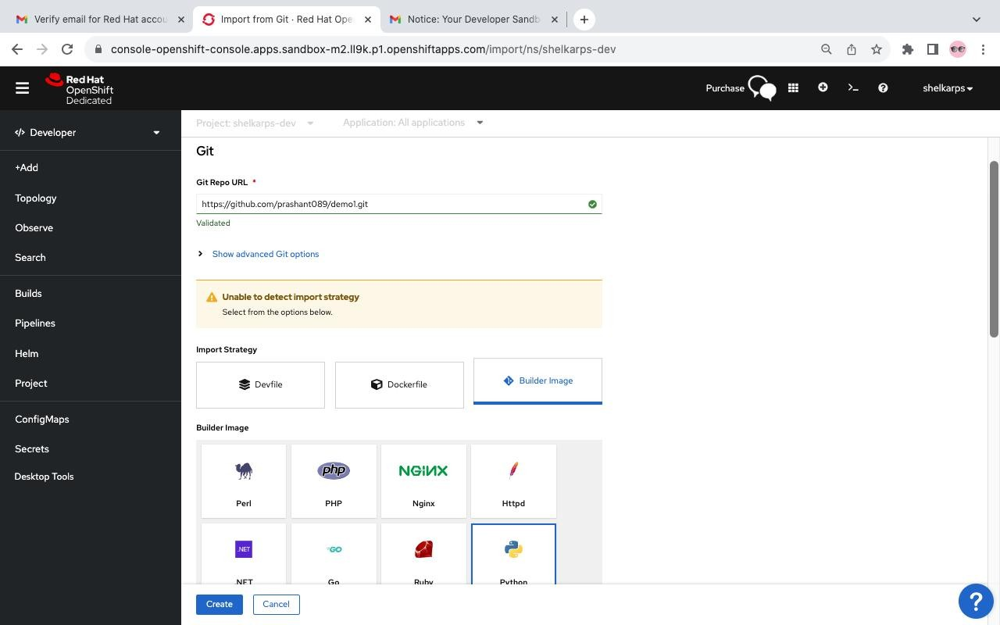 Verify email for Red Hat accou
Import from Git · Red Hat Ope
Notice: Your Developer Sandb
console-openshift-console.apps.sandbox-m2.ll9k.p1.openshiftapps.com/import/ns/shelkarps-dev
Red Hat
OpenShift
Dedicated
Purchase
shelkarps
Developer
+Add
Topology
Observe
Search
Builds
Pipelines
Helm
Project
ConfigMaps
Secrets
Desktop Tools
Project: shelkarps-dev
Application: All applications
Git
Git Repo URL *
https://github.com/prashant089/demo1.git
Validated
Show advanced Git options
Unable to detect import strategy
Select from the options below.
Import Strategy
Devfile
Dockerfile
Builder Image
Builder Image
php
NGINX
Perl
PHP
Nginx
Httpd
.NET
GO
.NET
Go
Ruby
Python
Create
Cancel
?